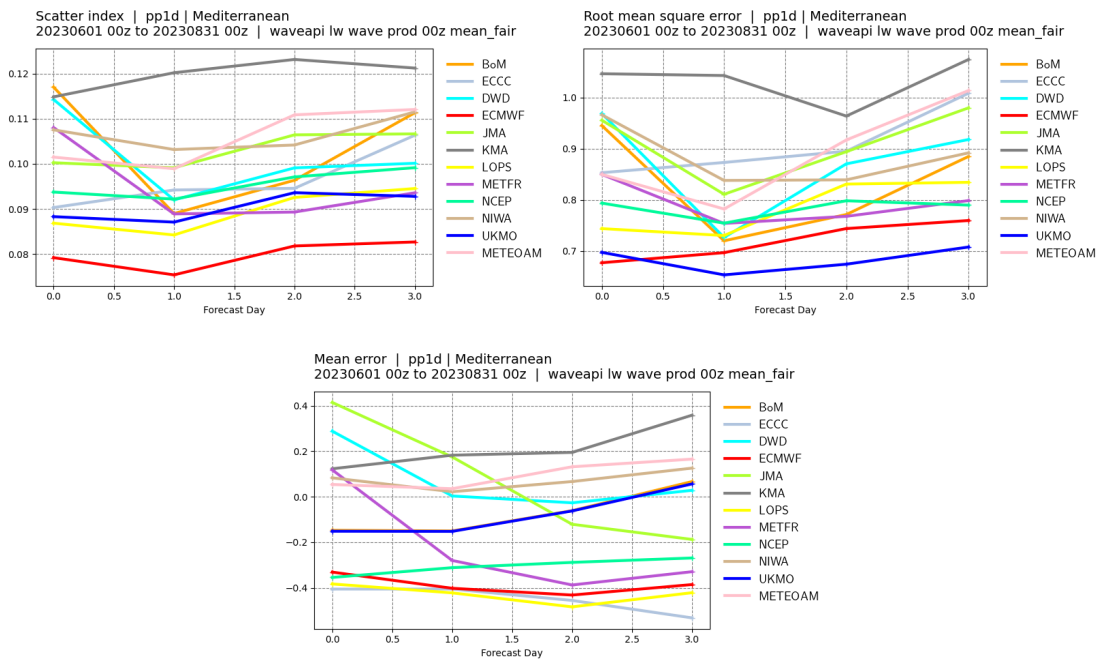 Scatter index | pp1d | Mediterranean
20230601 00z to 20230831 00z | waveapi lw wave prod 00z mean_fair
0.12
0.11
0.10
0.09
0.08
0.0
0.5
1.0
1.5
2.0
2.5
3.0
Forecast Day
BoM
ECCC
DWD
ECMWF
JMA
KMA
LOPS
METFR
NCEP
NIWA
UKMO
METEOAM
Root mean square error | pp1d | Mediterranean
20230601 00z to 20230831 00z | waveapi lw wave prod 00z mean_fair
1.0
0.9
0.8
0.7
0.0
0.5
1.0
1.5
2.0
2.5
3.0
Forecast Day
BoM
ECCC
DWD
ECMWF
JMA
KMA
LOPS
METFR
NCEP
NIWA
UKMO
METEOAM
Mean error | pp1d | Mediterranean
20230601 00z to 20230831 00z | waveapi lw wave prod 00z mean_fair
0.4
0.2
0.0
−0.2
−0.4
0.0
0.5
1.0
1.5
2.0
2.5
3.0
Forecast Day
BoM
ECCC
DWD
ECMWF
JMA
KMA
LOPS
METFR
NCEP
NIWA
UKMO
METEOAM